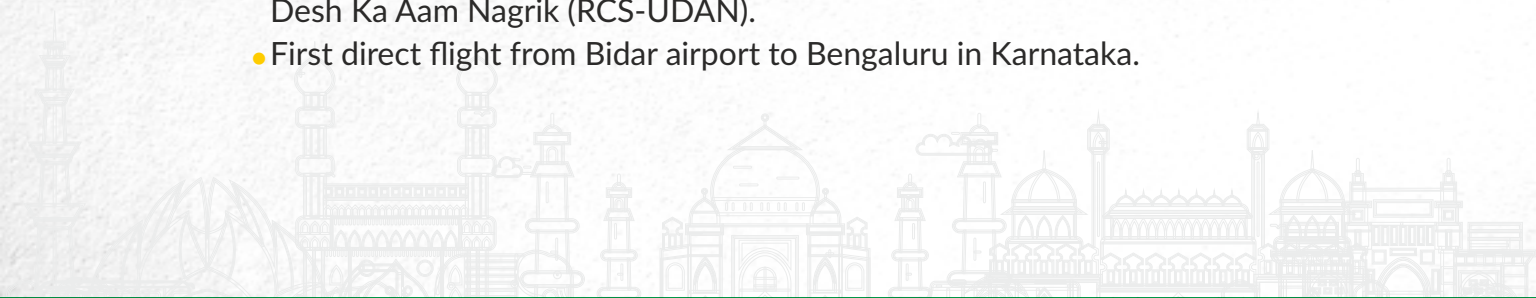 Desh Ka Aam Nagrik (RCS-UDAN).
• First direct flight from Bidar airport to Bengaluru in Karnataka.